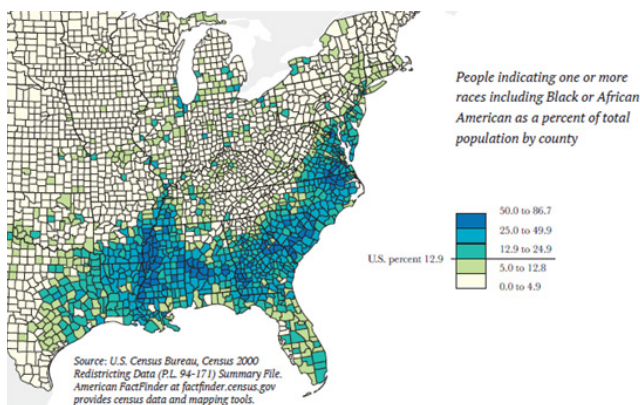 People indicating one or more
races including Black or African
American as a percent of total
population by county
50.0 to 86.7
25.0 to 49.9
12.9 to 24.9
U.S. percent 12.9
5.0 to 12.8
0.0 to 4.9
Source: U.S. Census Bureau, Census 2000
Redistricting Data (P.L. 94-171) Summary File.
American FactFinder at factfinder.census.gov
provides census data and mapping tools.